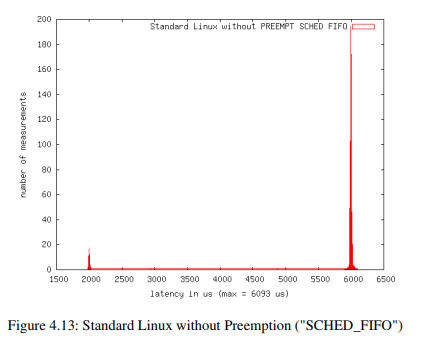 200
Standard Linux without PREEMPT SCHED FIFO
180
160
140
120
100
80
60
40
20
0
number of measurements
1500 2000 2500 3000 3500 4000 4500 5000 5500 6000 6500
latency in us (max = 6093 us)
Figure 4.13: Standard Linux without Preemption ("SCHED_FIFO")